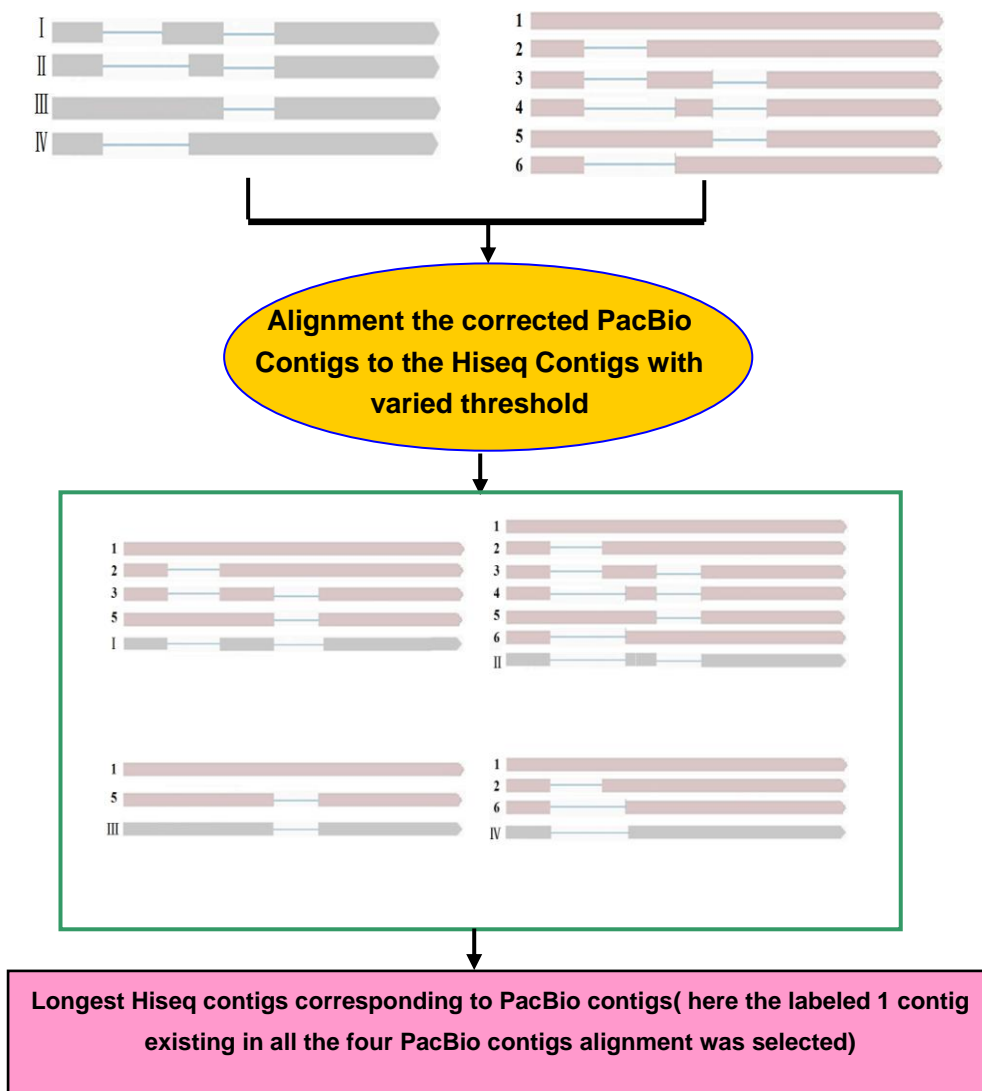 I
II
III
IV
1
2
3
4
5
6
Alignment the corrected PacBio
Contigs to the Hiseq Contigs with
varied threshold
1
2
3
5
I
1
2
3
4
5
6
II
1
5
III
1
2
6
IV
Longest Hiseq contigs corresponding to PacBio contigs( here the labeled 1 contig
existing in all the four PacBio contigs alignment was selected)